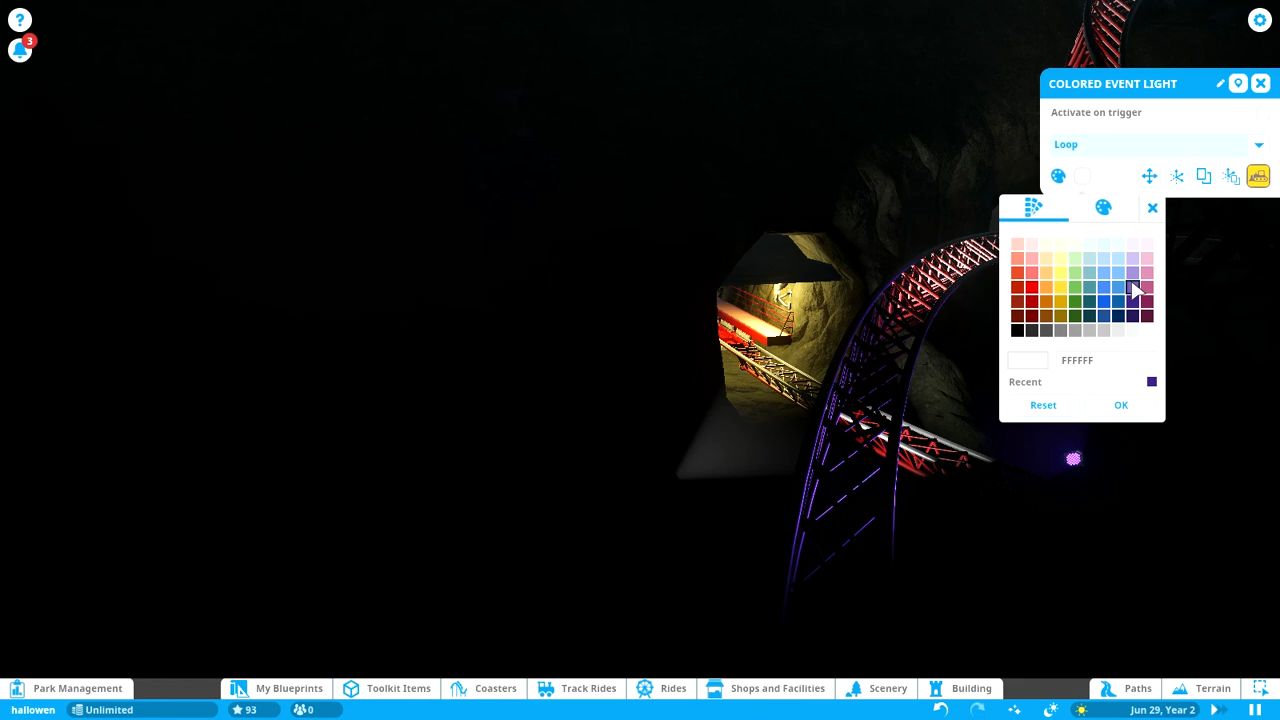 ?
3
COLORED EVENT LIGHT
Activate on trigger
Loop
FFFFFF
Recent
Reset OK
Park Management My Blueprints Toolkit Items Coasters Track Rides Rides Shops and Facilities Scenery Building Paths Terrain
hallowen Unlimited 93 0 Jun 29, Year 2